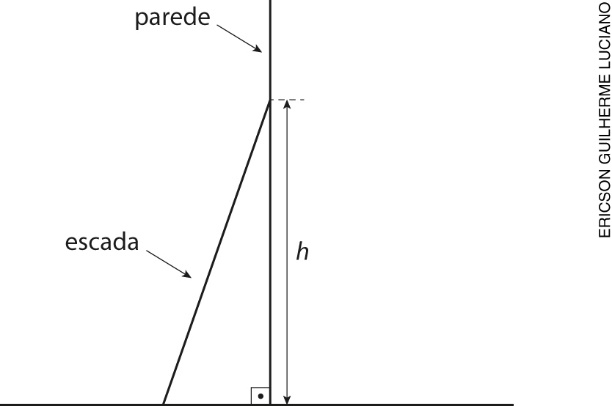 parede
escada
h
ERICSON GUILHERME LUCIANO